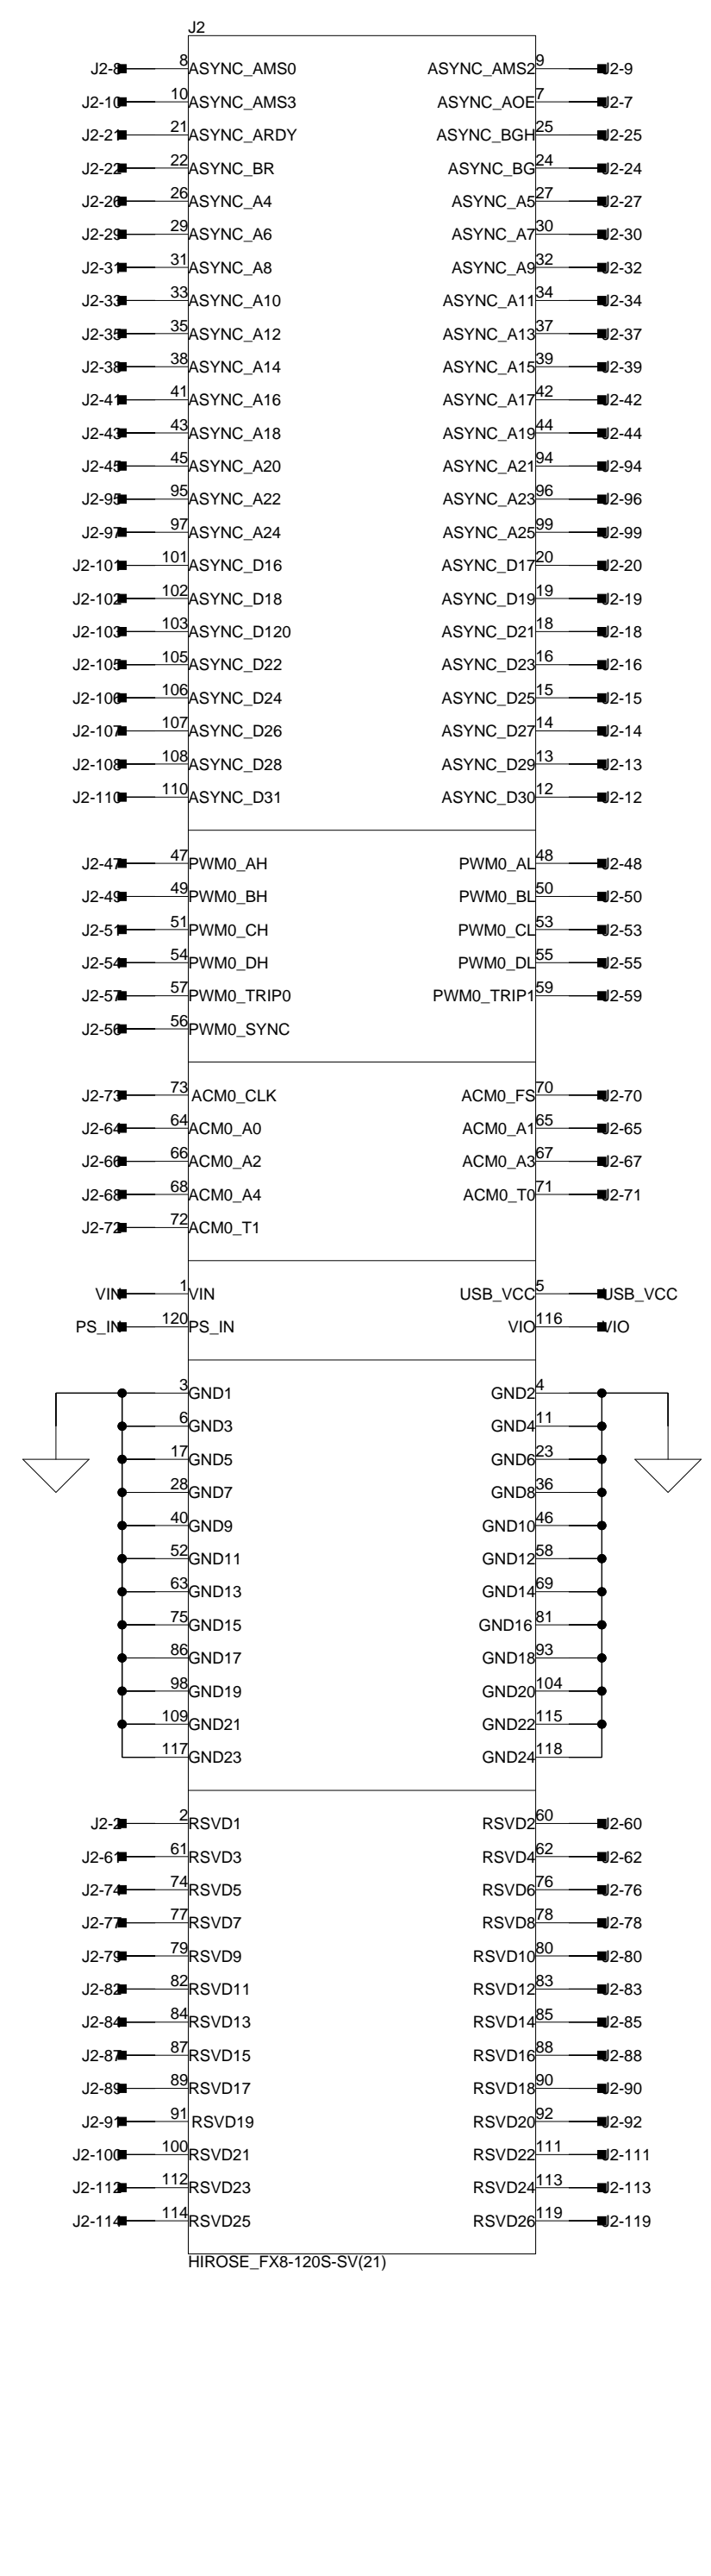 J2
J2-8 8 ASYNC_AMS0 ASYNC_AMS2 9 J2-9
J2-10 10 ASYNC_AMS3 ASYNC_AOE 7 J2-7
J2-21 21 ASYNC_ARDY ASYNC_BGH 25 J2-25
J2-22 22 ASYNC_BR ASYNC_BG 24 J2-24
J2-26 26 ASYNC_A4 ASYNC_A5 27 J2-27
J2-29 29 ASYNC_A6 ASYNC_A7 30 J2-30
J2-31 31 ASYNC_A8 ASYNC_A9 32 J2-32
J2-33 33 ASYNC_A10 ASYNC_A11 34 J2-34
J2-35 35 ASYNC_A12 ASYNC_A13 37 J2-37
J2-38 38 ASYNC_A14 ASYNC_A15 39 J2-39
J2-41 41 ASYNC_A16 ASYNC_A17 42 J2-42
J2-43 43 ASYNC_A18 ASYNC_A19 44 J2-44
J2-45 45 ASYNC_A20 ASYNC_A21 94 J2-94
J2-95 95 ASYNC_A22 ASYNC_A23 96 J2-96
J2-97 97 ASYNC_A24 ASYNC_A25 99 J2-99
J2-101 101 ASYNC_D16 ASYNC_D17 20 J2-20
J2-102 102 ASYNC_D18 ASYNC_D19 19 J2-19
J2-103 103 ASYNC_D120 ASYNC_D21 18 J2-18
J2-105 105 ASYNC_D22 ASYNC_D23 16 J2-16
J2-106 106 ASYNC_D24 ASYNC_D25 15 J2-15
J2-107 107 ASYNC_D26 ASYNC_D27 14 J2-14
J2-108 108 ASYNC_D28 ASYNC_D29 13 J2-13
J2-110 110 ASYNC_D31 ASYNC_D30 12 J2-12
J2-47 47 PWM0_AH PWM0_AL 48 J2-48
J2-49 49 PWM0_BH PWM0_BL 50 J2-50
J2-51 51 PWM0_CH PWM0_CL 53 J2-53
J2-54 54 PWM0_DH PWM0_DL 55 J2-55
J2-57 57 PWM0_TRIP0 PWM0_TRIP1 59 J2-59
J2-56 56 PWM0_SYNC
J2-73 73 ACM0_CLK ACM0_FS 70 J2-70
J2-64 64 ACM0_A0 ACM0_A1 65 J2-65
J2-66 66 ACM0_A2 ACM0_A3 67 J2-67
J2-68 68 ACM0_A4 ACM0_T0 71 J2-71
J2-72 72 ACM0_T1
VIN 1 VIN USB_VCC 5 USB_VCC
PS_IN 120 PS_IN VIO 116 VIO
3 GND1 GND2 4
6 GND3 GND4 11
17 GND5 GND6 23
28 GND7 GND8 36
40 GND9 GND10 46
52 GND11 GND12 58
63 GND13 GND14 69
75 GND15 GND16 81
86 GND17 GND18 93
98 GND19 GND20 104
109 GND21 GND22 115
117 GND23 GND24 118
J2-2 2 RSVD1 RSVD2 60 J2-60
J2-61 61 RSVD3 RSVD4 62 J2-62
J2-74 74 RSVD5 RSVD6 76 J2-76
J2-77 77 RSVD7 RSVD8 78 J2-78
J2-79 79 RSVD9 RSVD10 80 J2-80
J2-82 82 RSVD11 RSVD12 83 J2-83
J2-84 84 RSVD13 RSVD14 85 J2-85
J2-87 87 RSVD15 RSVD16 88 J2-88
J2-89 89 RSVD17 RSVD18 90 J2-90
J2-91 91 RSVD19 RSVD20 92 J2-92
J2-100 100 RSVD21 RSVD22 111 J2-111
J2-112 112 RSVD23 RSVD24 113 J2-113
J2-114 114 RSVD25 RSVD26 119 J2-119
HIROSE_FX8-120S-SV(21)